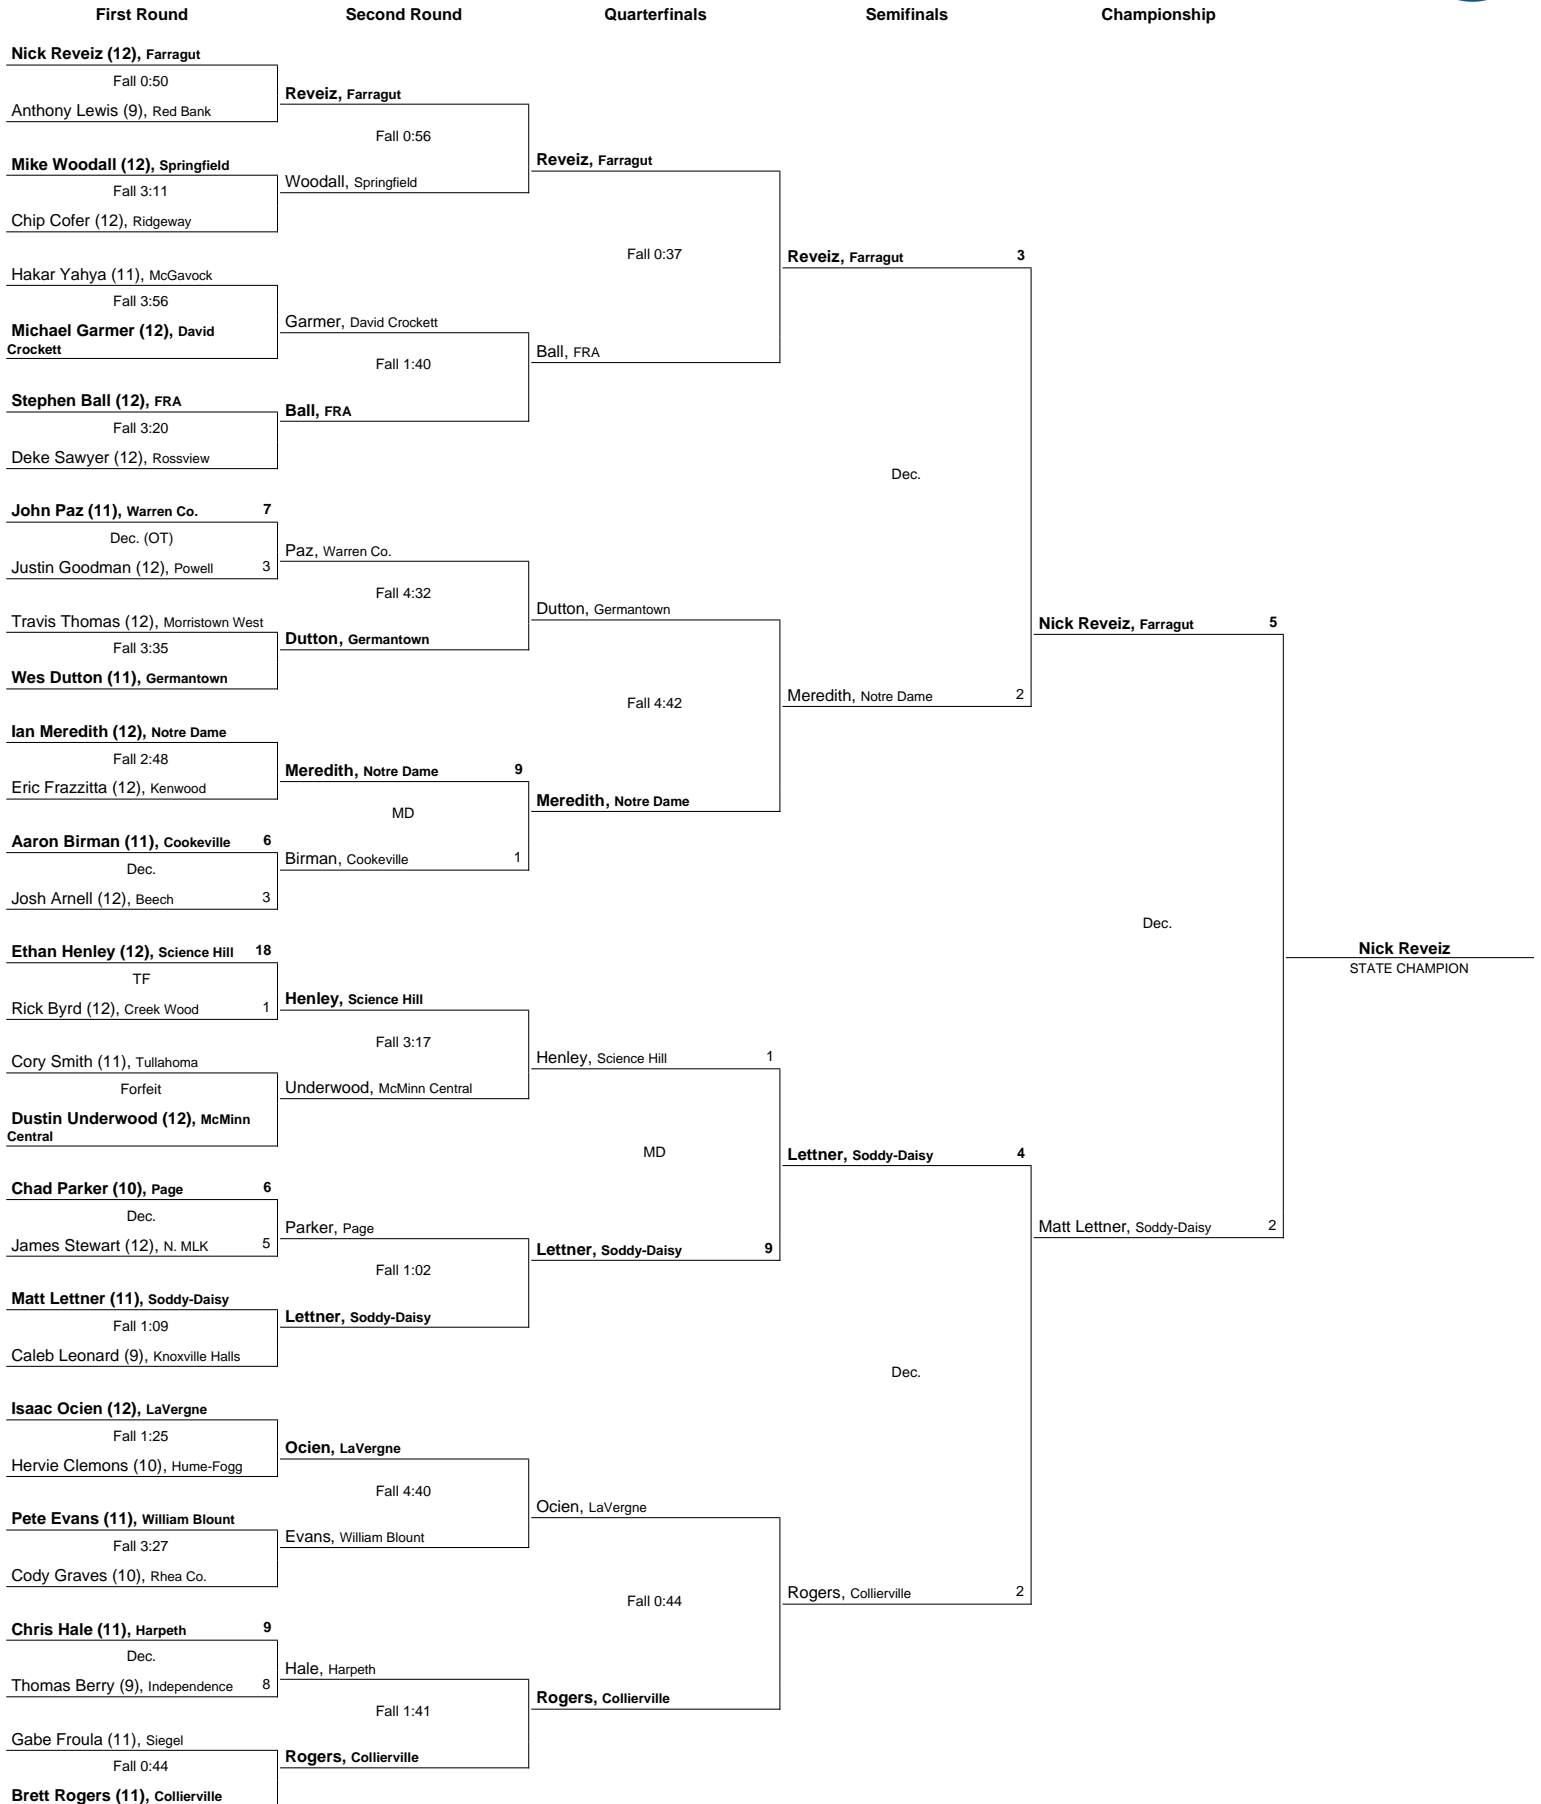 First Round
Second Round
Quarterfinals
Semifinals
Championship
Nick Reveiz (12), Farragut
Fall 0:50
Anthony Lewis (9), Red Bank
Mike Woodall (12), Springfield
Fall 3:11
Chip Cofer (12), Ridgeway
Hakar Yahya (11), McGavock
Fall 3:56
Michael Garmer (12), David
Crockett
Stephen Ball (12), FRA
Fall 3:20
Deke Sawyer (12), Rossview
John Paz (11), Warren Co. 7
Dec. (OT)
Justin Goodman (12), Powell 3
Travis Thomas (12), Morristown West
Fall 3:35
Wes Dutton (11), Germantown
Ian Meredith (12), Notre Dame
Fall 2:48
Eric Frazzitta (12), Kenwood
Aaron Birman (11), Cookeville 6
Dec.
Josh Arnell (12), Beech 3
Ethan Henley (12), Science Hill 18
TF
Rick Byrd (12), Creek Wood 1
Cory Smith (11), Tullahoma
Forfeit
Dustin Underwood (12), McMinn
Central
Chad Parker (10), Page 6
Dec.
James Stewart (12), N. MLK 5
Matt Lettner (11), Soddy-Daisy
Fall 1:09
Caleb Leonard (9), Knoxville Halls
Isaac Ocien (12), LaVergne
Fall 1:25
Hervie Clemons (10), Hume-Fogg
Pete Evans (11), William Blount
Fall 3:27
Cody Graves (10), Rhea Co.
Chris Hale (11), Harpeth 9
Dec.
Thomas Berry (9), Independence 8
Gabe Froula (11), Siegel
Fall 0:44
Brett Rogers (11), Collierville
Reveiz, Farragut
Fall 0:56
Woodall, Springfield
Garmer, David Crockett
Fall 1:40
Ball, FRA
Paz, Warren Co.
Fall 4:32
Dutton, Germantown
Meredith, Notre Dame 9
MD
Birman, Cookeville 1
Henley, Science Hill
Fall 3:17
Underwood, McMinn Central
Parker, Page
Fall 1:02
Lettner, Soddy-Daisy
Ocien, LaVergne
Fall 4:40
Evans, William Blount
Hale, Harpeth
Fall 1:41
Rogers, Collierville
Reveiz, Farragut
Fall 0:37
Ball, FRA
Dutton, Germantown
Fall 4:42
Meredith, Notre Dame
Henley, Science Hill 1
MD
Lettner, Soddy-Daisy 9
Ocien, LaVergne
Fall 0:44
Rogers, Collierville
Reveiz, Farragut 3
Dec.
Meredith, Notre Dame 2
Lettner, Soddy-Daisy 4
Dec.
Rogers, Collierville 2
Nick Reveiz, Farragut 5
Dec.
Matt Lettner, Soddy-Daisy 2
Nick Reveiz
STATE CHAMPION